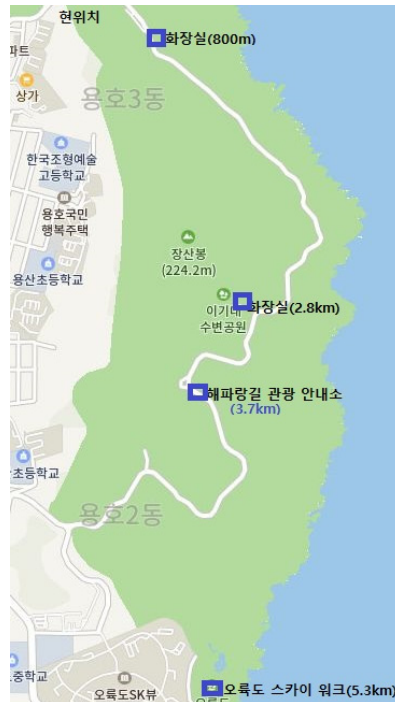 현위치
화장실(800m)
파트
용호3동
상가
한국조형예술
고등학교
용호국민
행복주택
장산봉
(224.2m)
용산초등학교
이기대
수변공원
화장실(2.8km)
해파랑길 관광 안내소
(3.7km)
초등학교
용호2동
중학교
오륙도SK뷰
오륙도 스카이 워크(5.3km)
오륙도